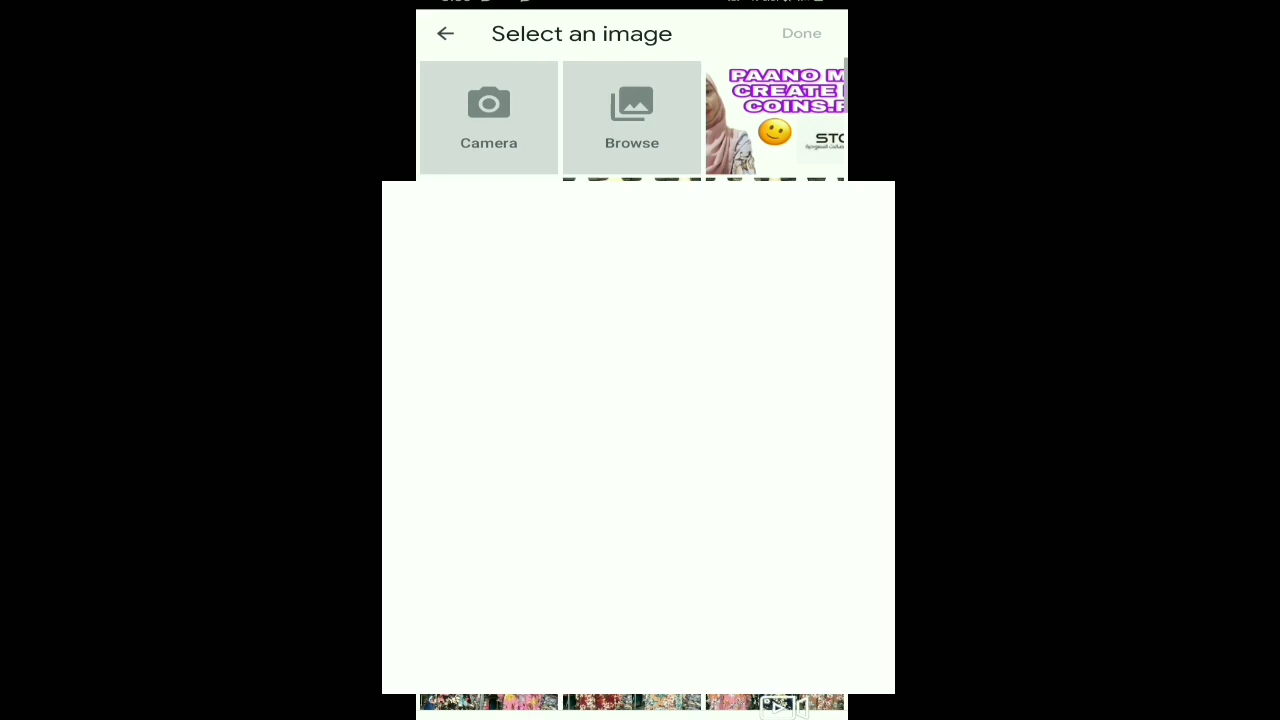 Select an image
Done
Camera
Browse
PAANO M
CREATE
COINS.P
STO